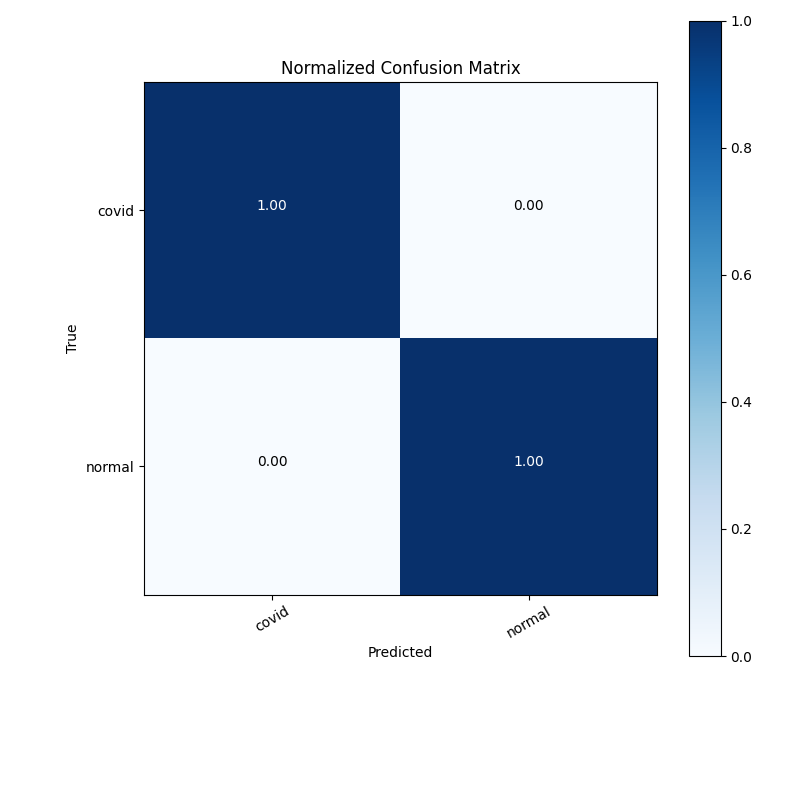 Normalized Confusion Matrix
True
covid
normal
1.00
0.00
0.00
1.00
covid
normal
Predicted
1.0
0.8
0.6
0.4
0.2
0.0